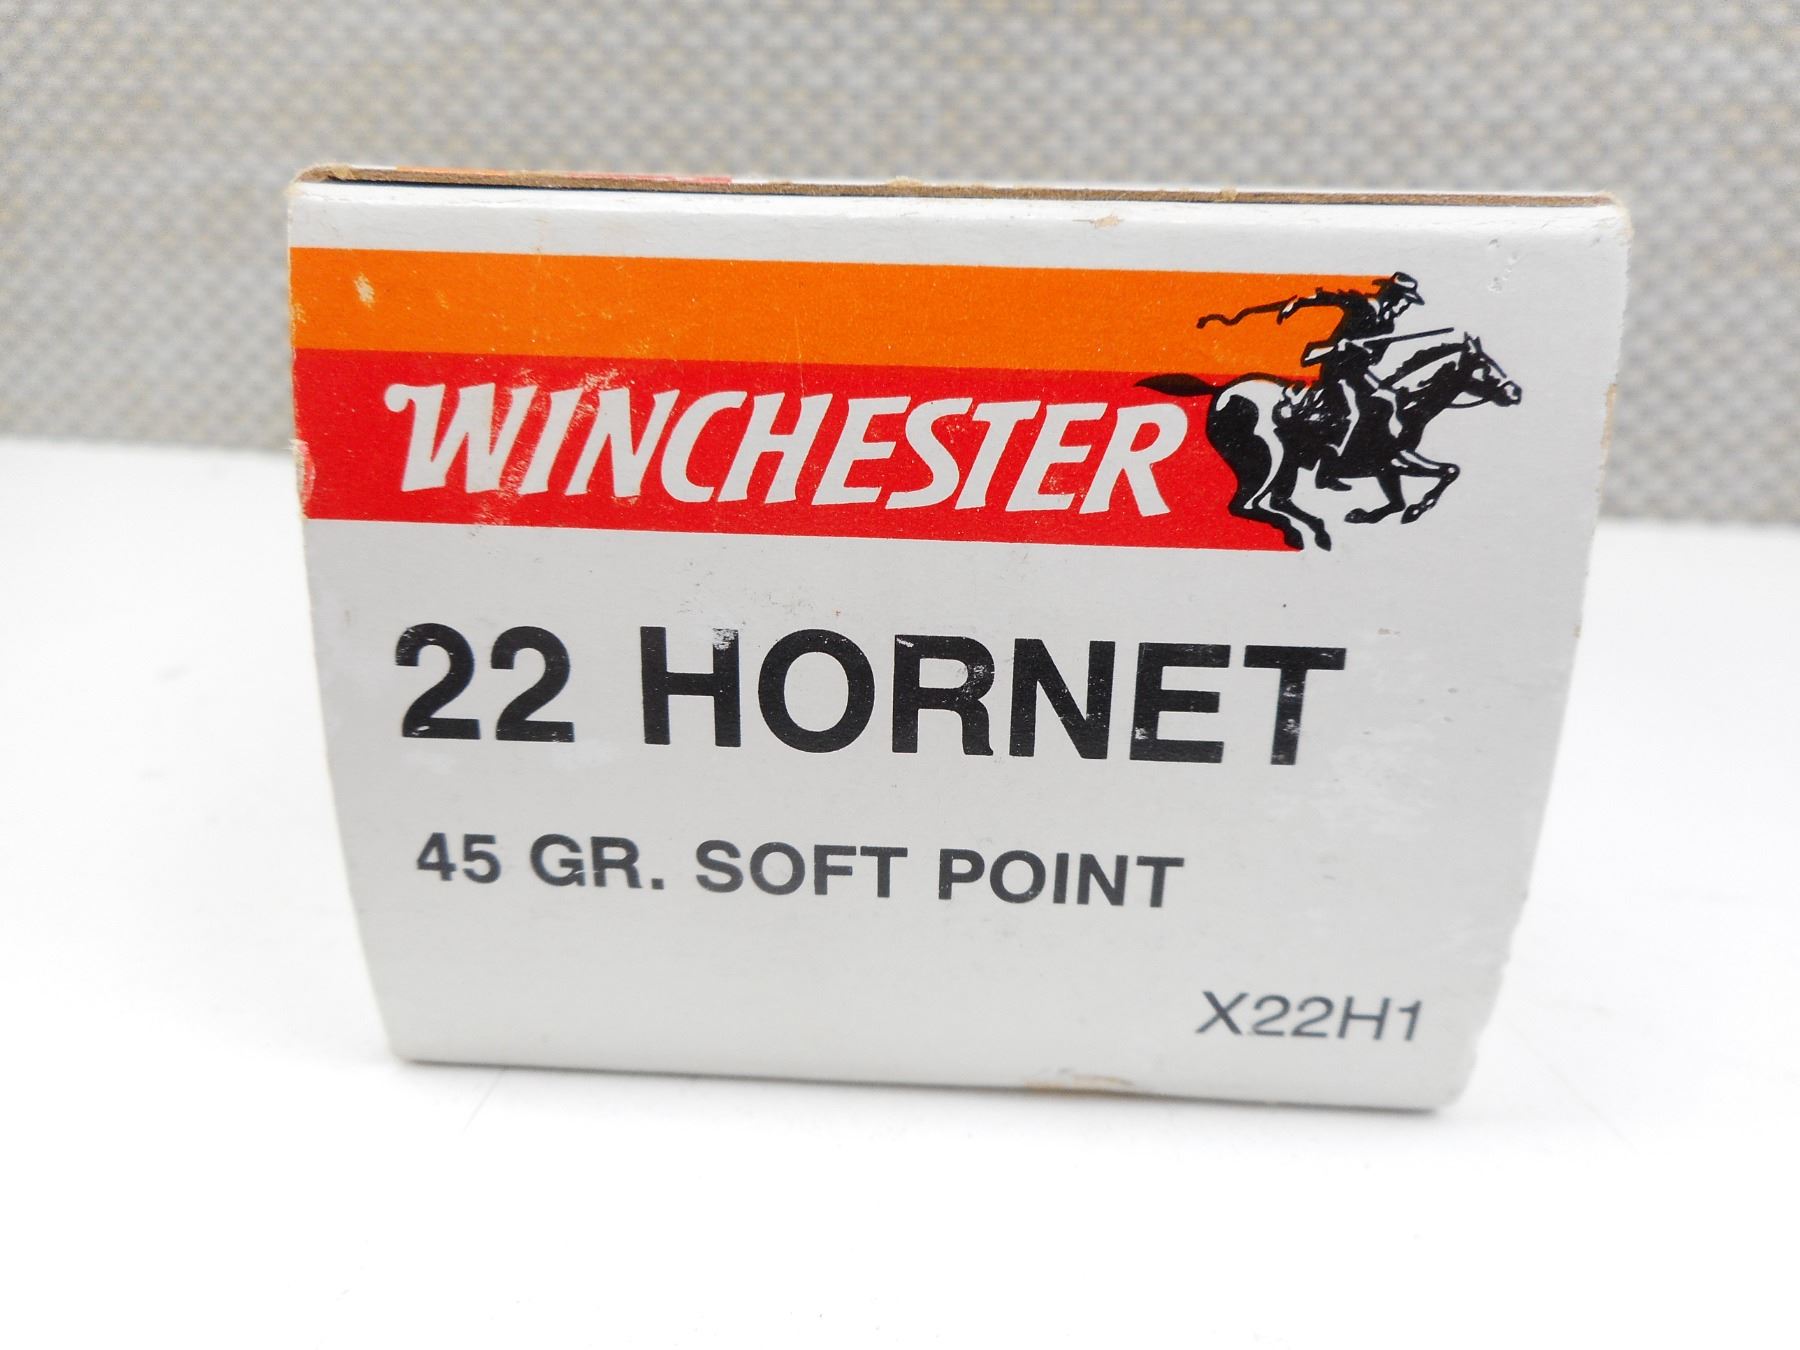 WINCHESTER
22 HORNET
45 GR. SOFT POINT
X22H1